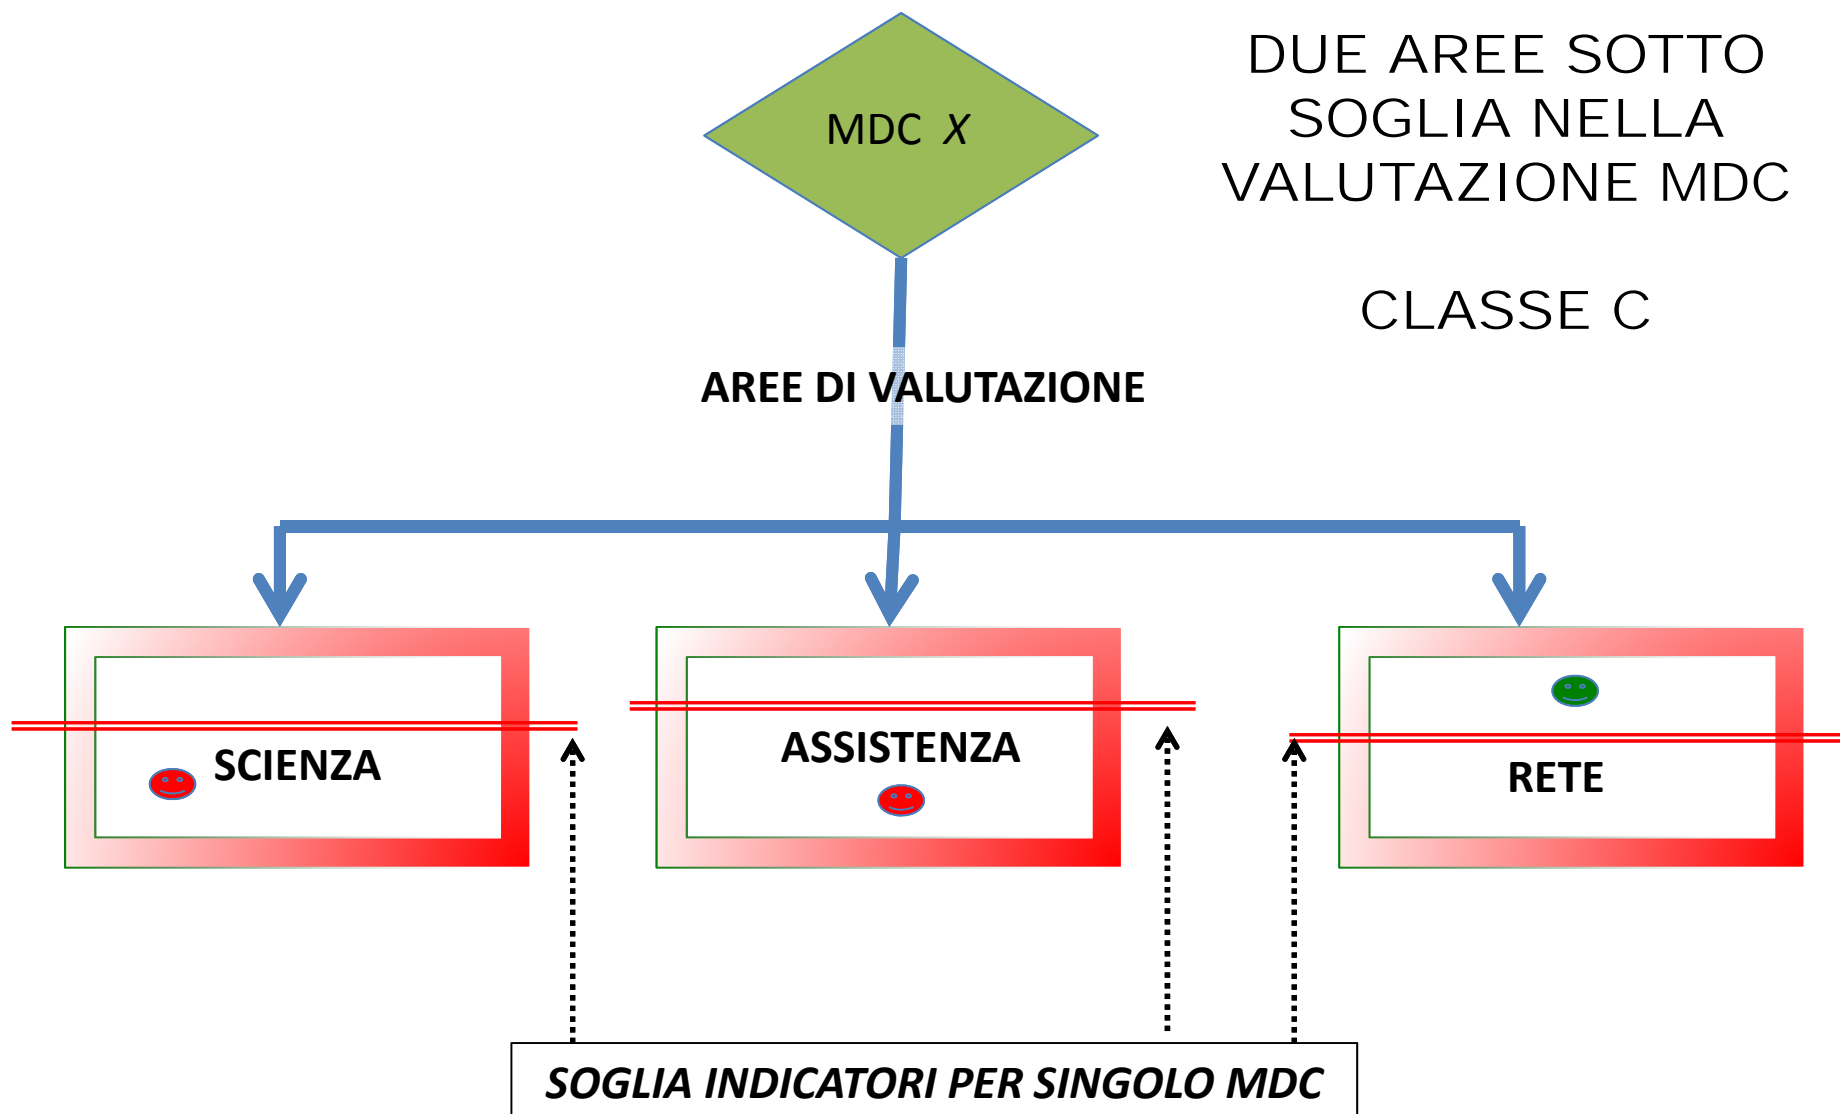 MDC X
DUE AREE SOTTO
SOGLIA NELLA
VALUTAZIONE MDC
CLASSE C
AREE DI VALUTAZIONE
SCIENZA
ASSISTENZA
RETE
SOGLIA INDICATORI PER SINGOLO MDC